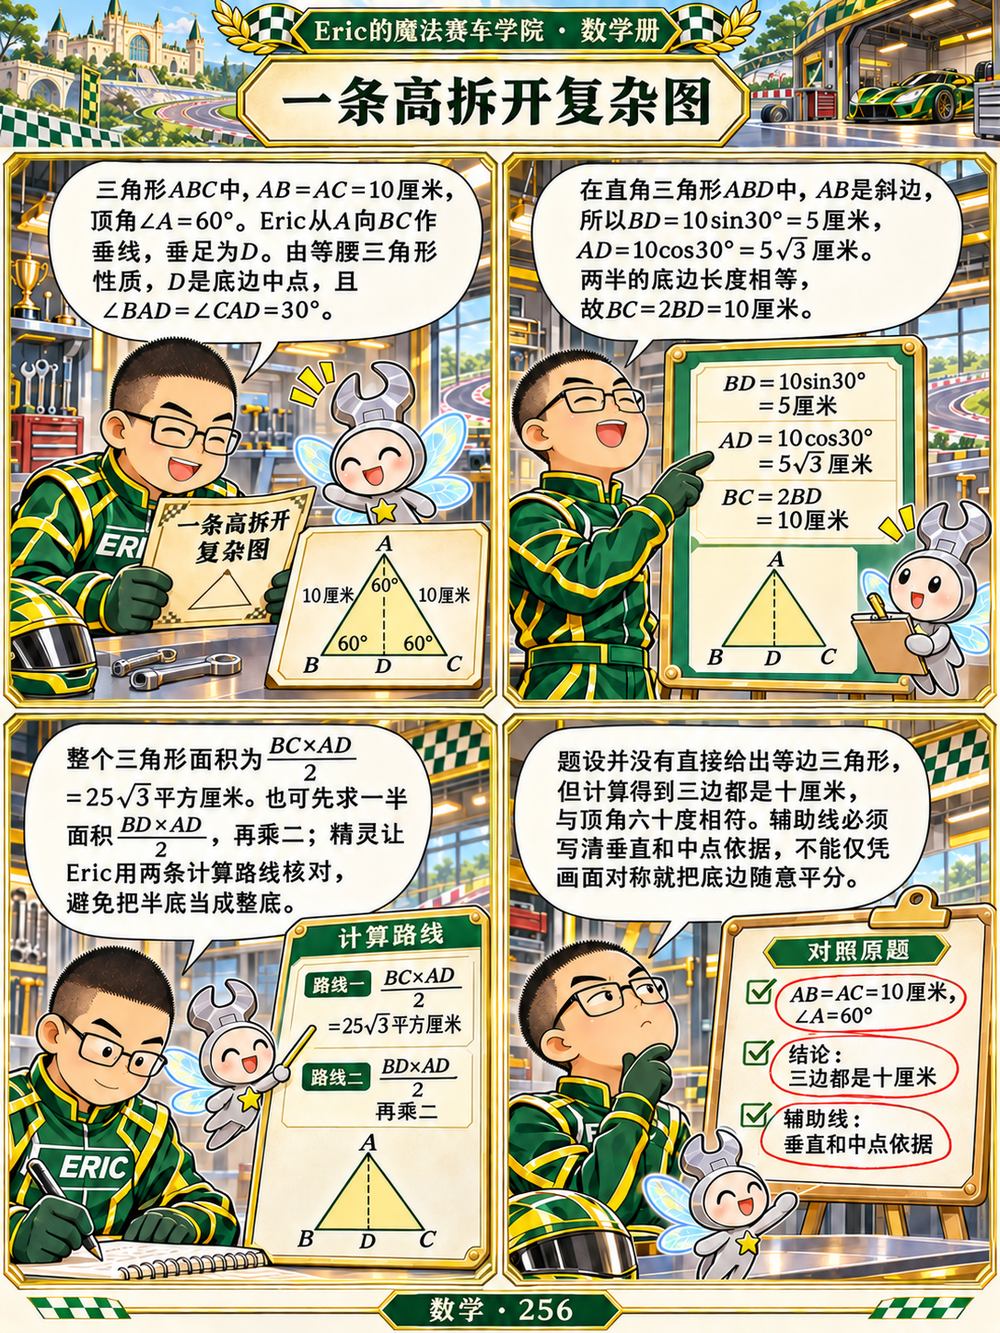 Eric的魔法赛车学院 · 数学册
一条高拆开复杂图
三角形ABC中，AB=AC=10厘米，
顶角∠A=60°。Eric从A向BC作
垂线，垂足为D。由等腰三角形
性质，D是底边中点，且
∠BAD=∠CAD=30°。
ERI
一条高拆开
复杂图
A
60°
10厘米
10厘米
60°
60°
B
D
C
在直角三角形ABD中，AB是斜边，
所以BD=10sin30°=5厘米，
AD=10cos30°=5√3厘米。
两半的底边长度相等，
故BC=2BD=10厘米。
BD=10sin30°
=5厘米
AD=10cos30°
=5√3厘米
BC=2BD
=10厘米
A
B
D
C
整个三角形面积为BC×AD/2
=25√3平方厘米。也可先求一半
面积BD×AD/2，再乘二；精灵让
Eric用两条计算路线核对，
避免把半底当成整底。
ERIC
计算路线
路线一 BC×AD/2
=25√3平方厘米
路线二 BD×AD/2
再乘二
A
B
D
C
题设并没有直接给出等边三角形，
但计算得到三边都是十厘米，
与顶角六十度相符。辅助线必须
写清垂直和中点依据，不能仅凭
画面对称就把底边随意平分。
对照原题
AB=AC=10厘米，
∠A=60°
结论：
三边都是十厘米
辅助线：
垂直和中点依据
数学 · 256